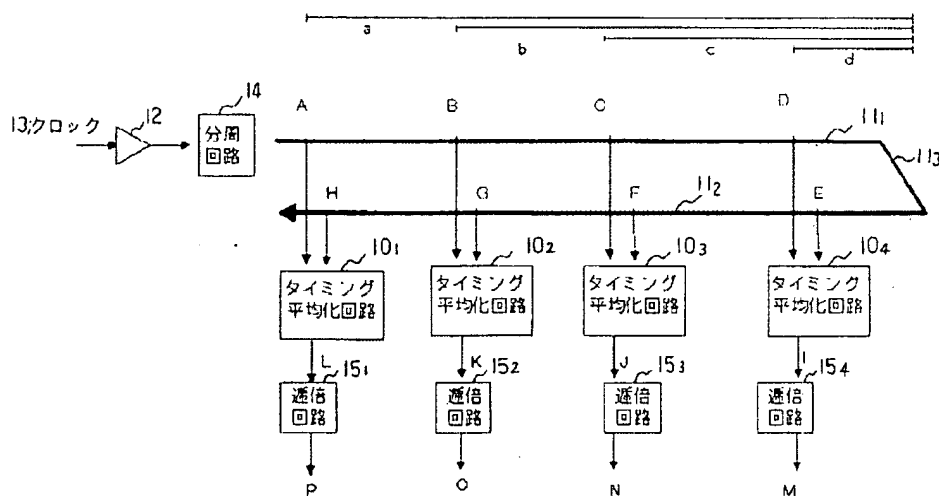 a
b
c
d
13;クロック
12
14
分周
回路
A
B
C
D
11₁
11₃
H
G
F
11₂
E
10₁
タイミング
平均化回路
10₂
タイミング
平均化回路
10₃
タイミング
平均化回路
10₄
タイミング
平均化回路
L
15₁
逓倍
回路
K
15₂
逓倍
回路
J
15₃
逓倍
回路
I
15₄
逓倍
回路
P
O
N
M